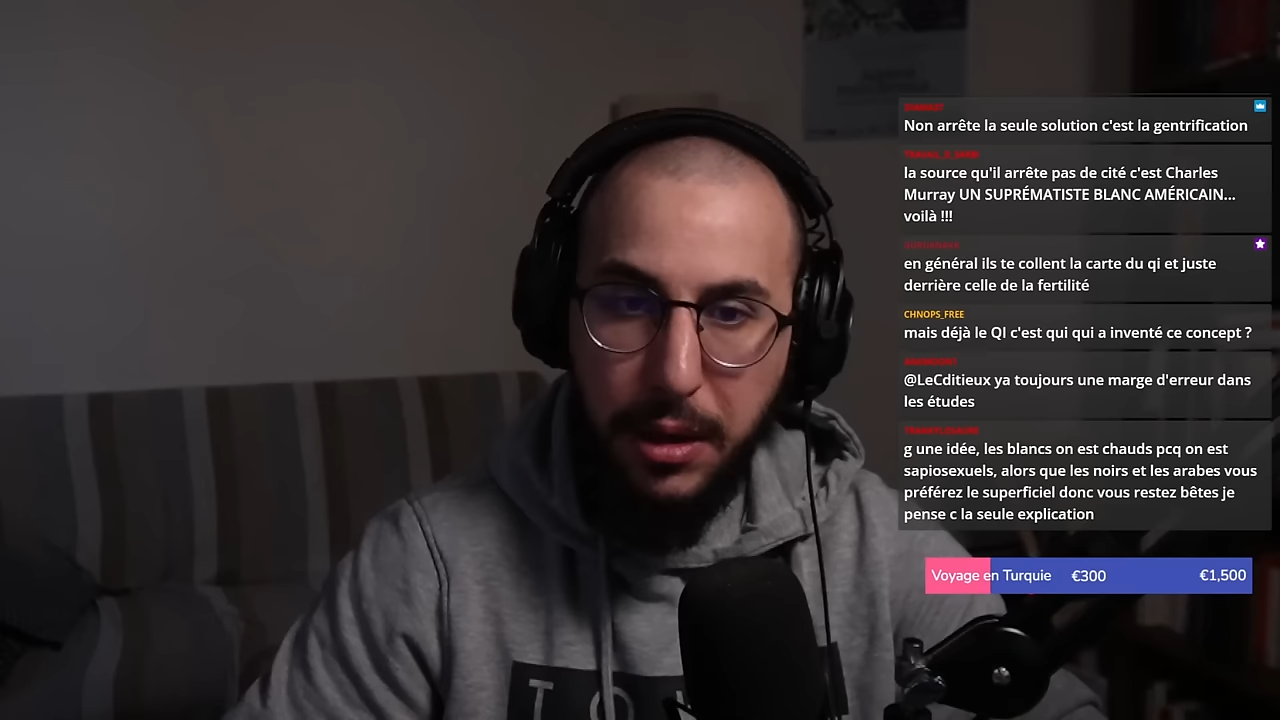 Non arrête la seule solution c'est la gentrification
la source qu'il arrête pas de cité c'est Charles
Murray UN SUPRÉMATISTE BLANC AMÉRICAIN...
voilà !!!
en général ils te collent la carte du qi et juste
derrière celle de la fertilité
CHNOPS_FREE
mais déjà le QI c'est qui qui a inventé ce concept ?
@LeCditieux ya toujours une marge d'erreur dans
les études
g une idée, les blancs on est chauds pcq on est
sapiosexuels, alors que les noirs et les arabes vous
préférez le superficiel donc vous restez bêtes je
pense c la seule explication
Voyage en Turquie €300 €1,500